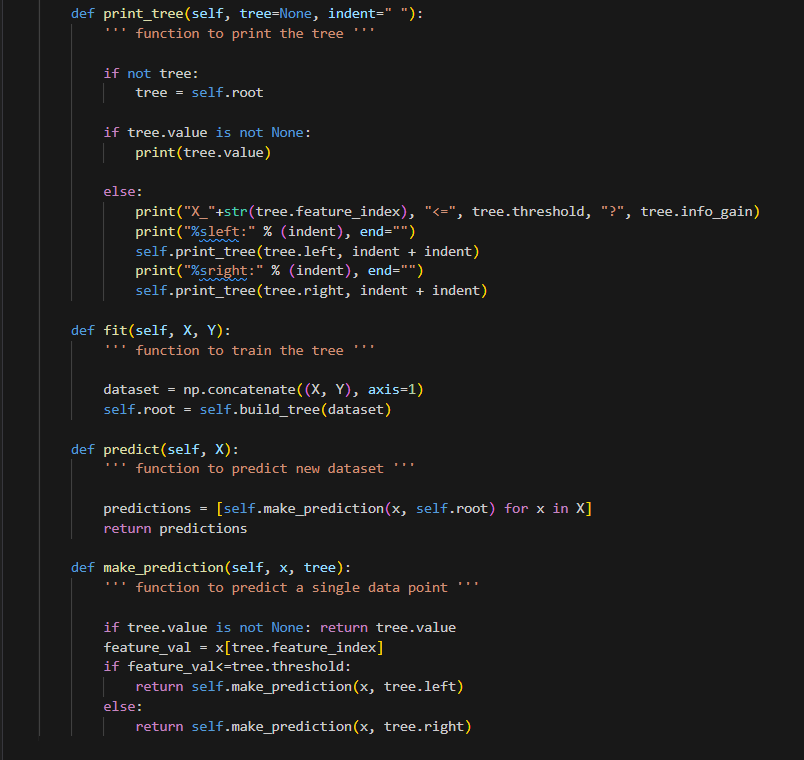 def print_tree(self, tree=None, indent=" "):
    ''' function to print the tree '''

    if not tree:
        tree = self.root

    if tree.value is not None:
        print(tree.value)

    else:
        print("X_"+str(tree.feature_index), "<=", tree.threshold, "?", tree.info_gain)
        print("%sleft:" % (indent), end="")
        self.print_tree(tree.left, indent + indent)
        print("%sright:" % (indent), end="")
        self.print_tree(tree.right, indent + indent)

def fit(self, X, Y):
    ''' function to train the tree '''

    dataset = np.concatenate((X, Y), axis=1)
    self.root = self.build_tree(dataset)

def predict(self, X):
    ''' function to predict new dataset '''

    predictions = [self.make_prediction(x, self.root) for x in X]
    return predictions

def make_prediction(self, x, tree):
    ''' function to predict a single data point '''

    if tree.value is not None: return tree.value
    feature_val = x[tree.feature_index]
    if feature_val<=tree.threshold:
        return self.make_prediction(x, tree.left)
    else:
        return self.make_prediction(x, tree.right)